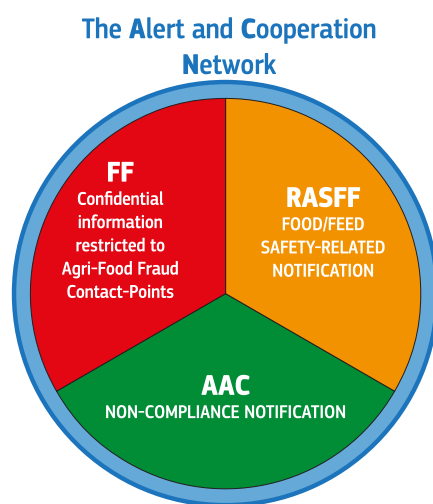 The Alert and Cooperation
Network
FF
Confidential
information
restricted to
Agri-Food Fraud
Contact-Points
RASFF
FOOD/FEED
SAFETY-RELATED
NOTIFICATION
AAC
NON-COMPLIANCE NOTIFICATION